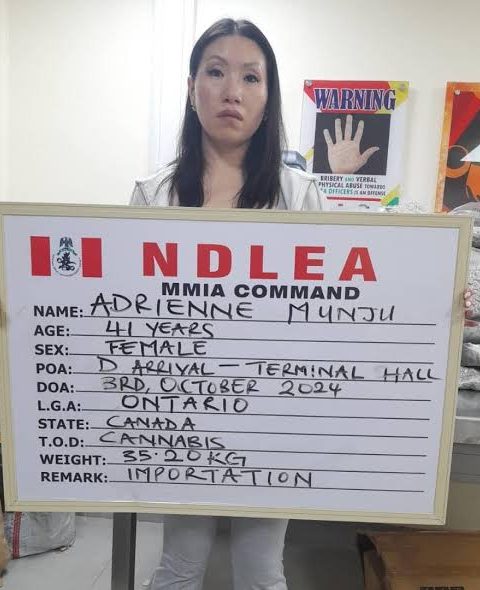 WARNING
BRIBERY AND VERBAL
PHYSICAL ABUSE TOWARDS
OFFICERS IS AN OFFENSE
NDLEA
MMIA COMMAND
NAME: ADRIENNE MUNJU
AGE: 41 YEARS
SEX: FEMALE
POA: D ARRIVAL - TERMINAL HALL
DOA: 3RD, OCTOBER 2024
L.G.A: ONTARIO
STATE: CANADA
T.O.D: CANNABIS
WEIGHT: 35.20KG
REMARK: IMPORTATION